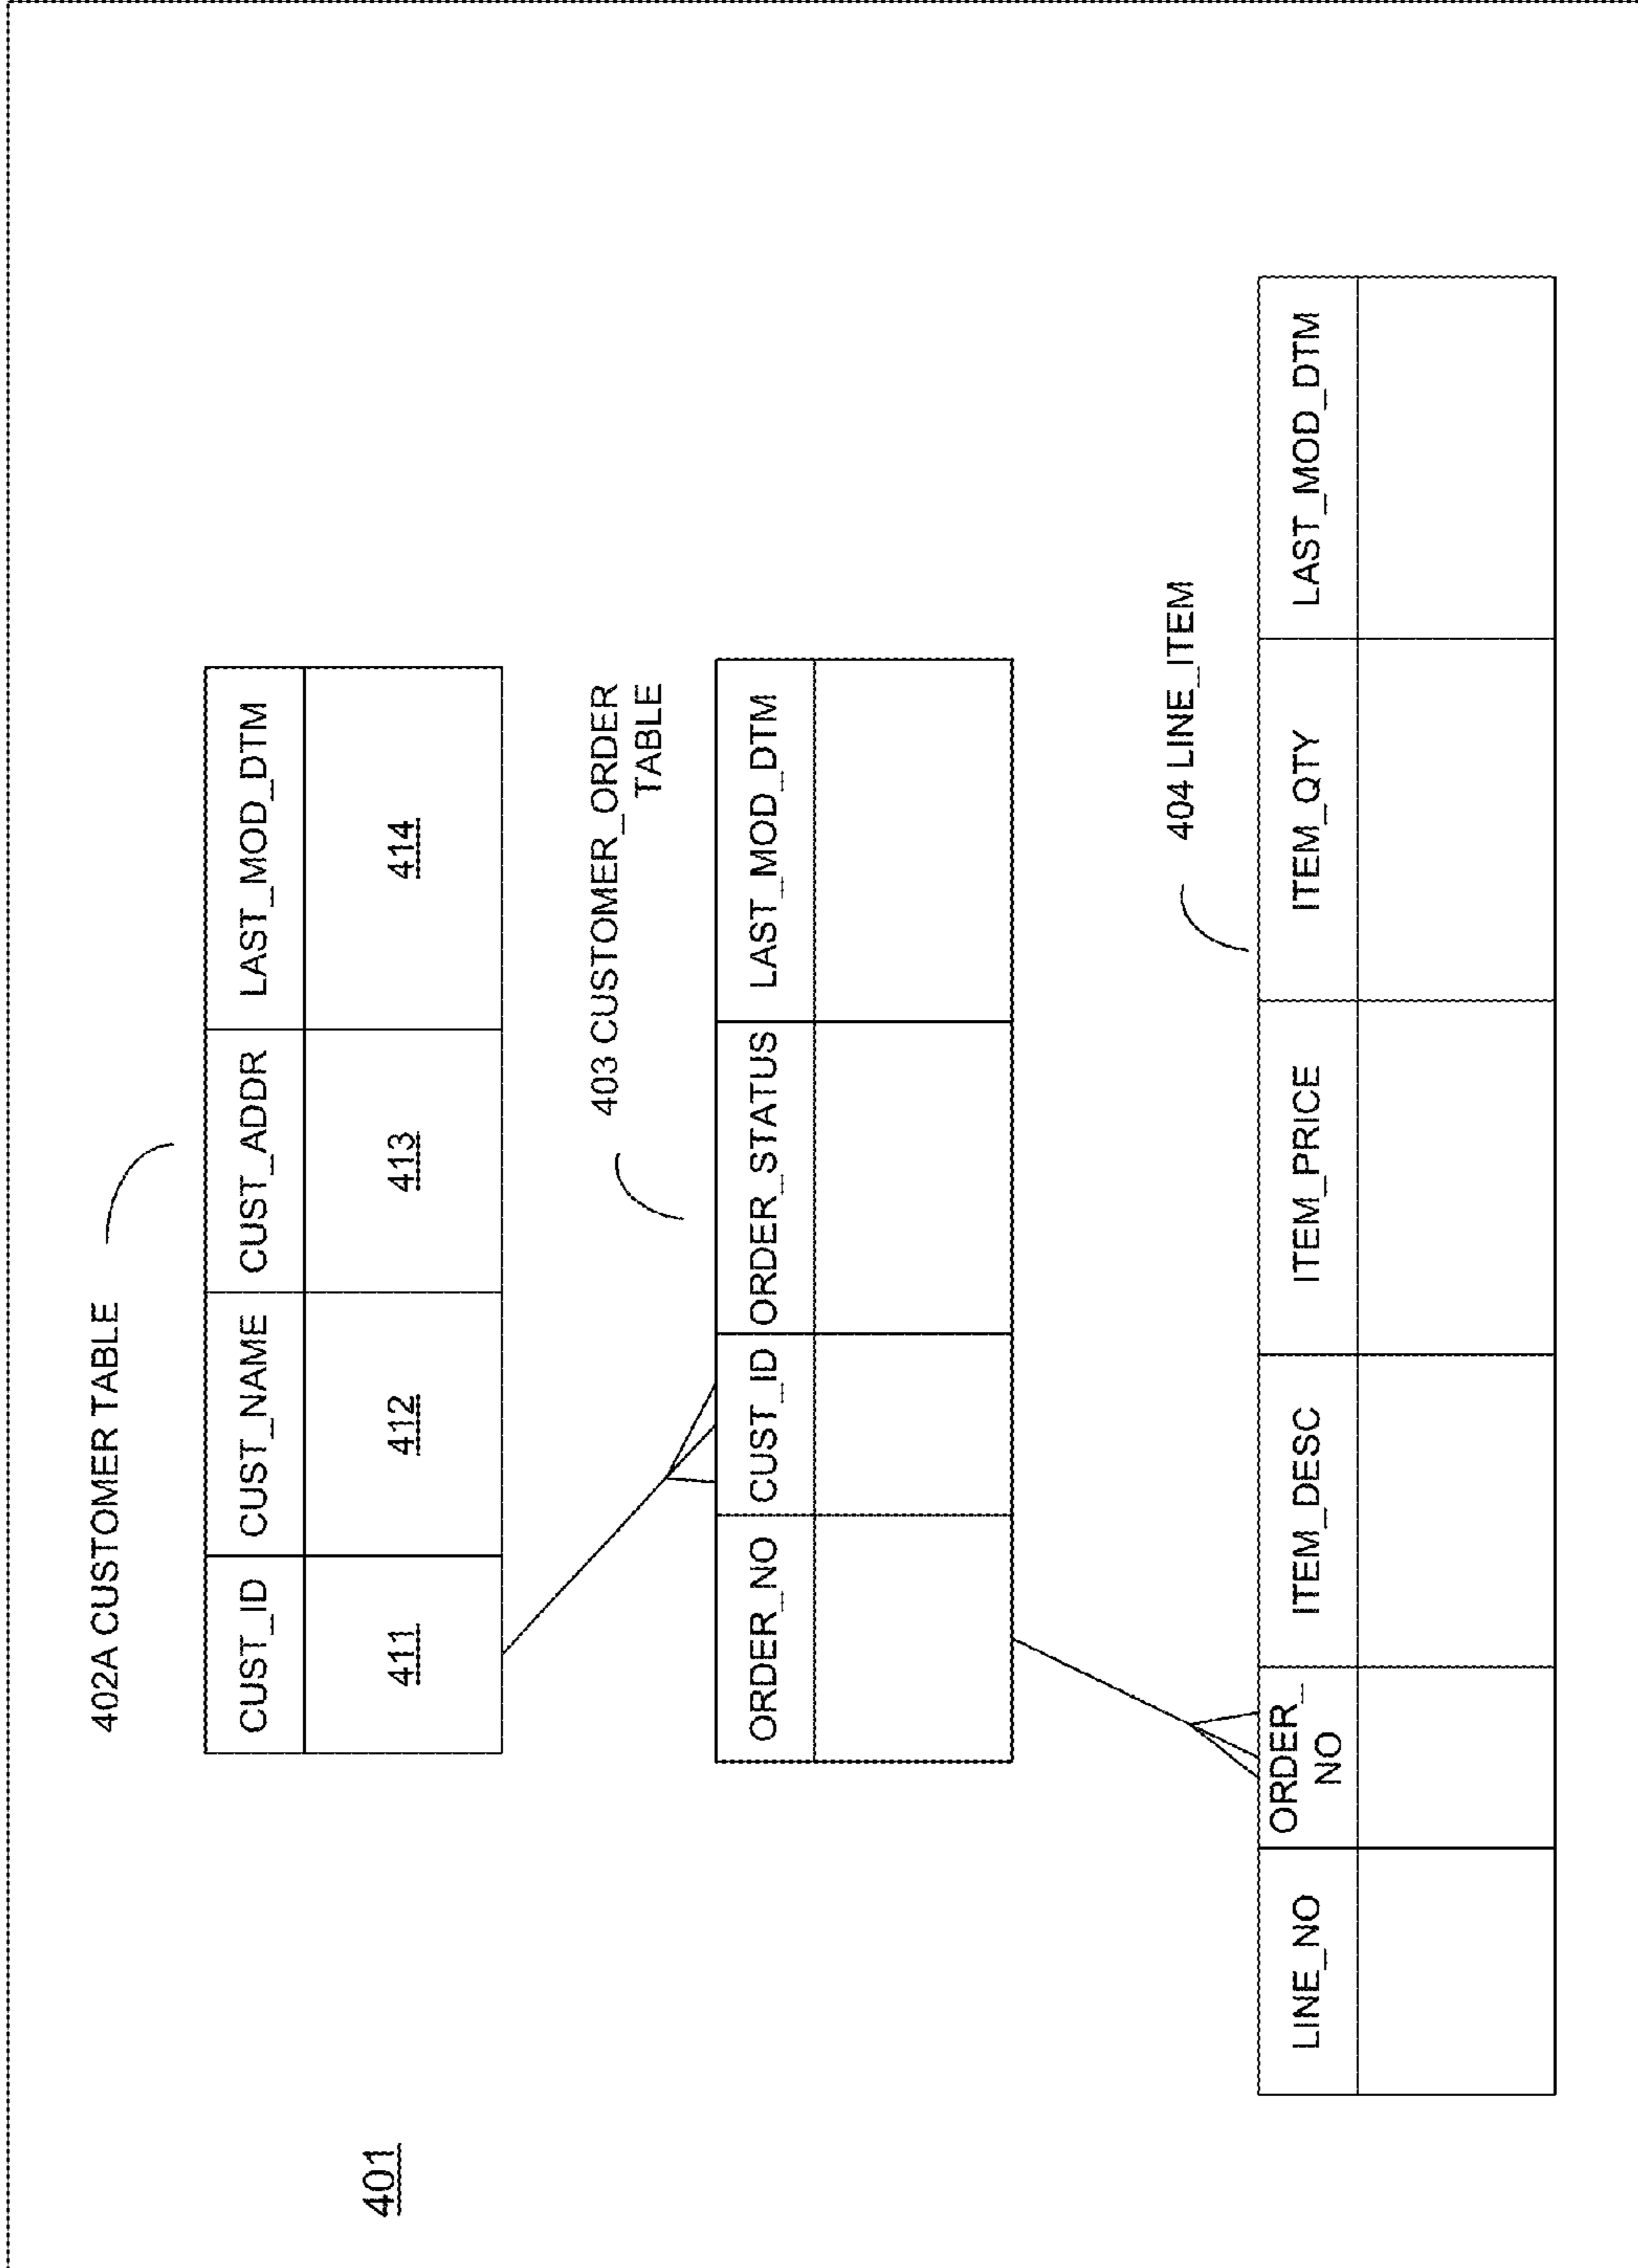 401
402A CUSTOMER TABLE
CUST_ID CUST_NAME CUST_ADDR LAST_MOD_DTM
411 412 413 414
403 CUSTOMER_ORDER
TABLE
ORDER_NO CUST_ID ORDER_STATUS LAST_MOD_DTM
404 LINE_ITEM
LINE_NO ORDER_
NO ITEM_DESC ITEM_PRICE ITEM_QTY LAST_MOD_DTM